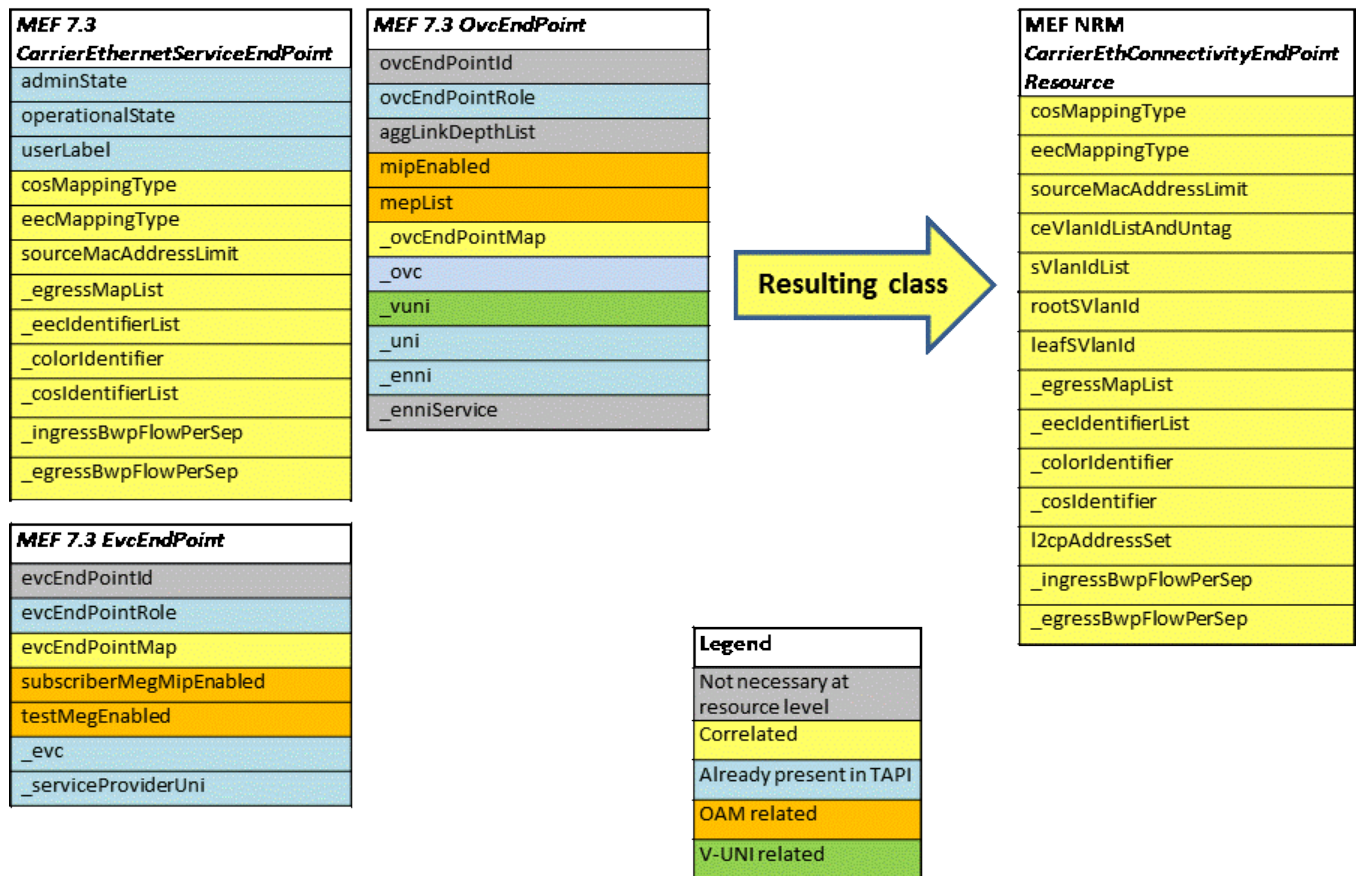 MEF 7.3
CarrierEthernetServiceEndPoint
adminState
operationalState
userLabel
cosMappingType
eecMappingType
sourceMacAddressLimit
_egressMapList
_eecIdentifierList
_colorIdentifier
_cosIdentifierList
_ingressBwpFlowPerSep
_egressBwpFlowPerSep
MEF 7.3 EvcEndPoint
evcEndPointId
evcEndPointRole
evcEndPointMap
subscriberMegMipEnabled
testMegEnabled
_evc
_serviceProviderUni
MEF 7.3 OvcEndPoint
ovcEndPointId
ovcEndPointRole
aggLinkDepthList
mipEnabled
mepList
_ovcEndPointMap
_ovc
_vuni
_uni
_enni
_enniService
Resulting class
MEF NRM
CarrierEthConnectivityEndPoint
Resource
cosMappingType
eecMappingType
sourceMacAddressLimit
ceVlanIdListAndUntag
sVlanIdList
rootSVlanId
leafSVlanId
_egressMapList
_eecIdentifierList
_colorIdentifier
_cosIdentifier
l2cpAddressSet
_ingressBwpFlowPerSep
_egressBwpFlowPerSep
Legend
Not necessary at
resource level
Correlated
Already present in TAPI
OAM related
V-UNI related